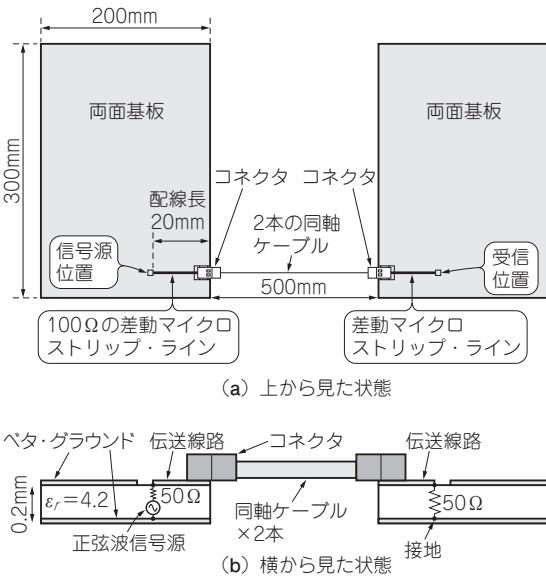 200mm
300mm
両面基板
両面基板
コネクタ
コネクタ
配線長
20mm
2本の同軸
ケーブル
信号源
位置
受信
位置
500mm
100Ωの差動マイクロ
ストリップ・ライン
差動マイクロ
ストリップ・ライン
(a) 上から見た状態
ベタ・グラウンド
伝送線路
コネクタ
伝送線路
0.2mm
εr＝4.2
50Ω
50Ω
正弦波信号源
同軸ケーブル
×2本
接地
(b) 横から見た状態